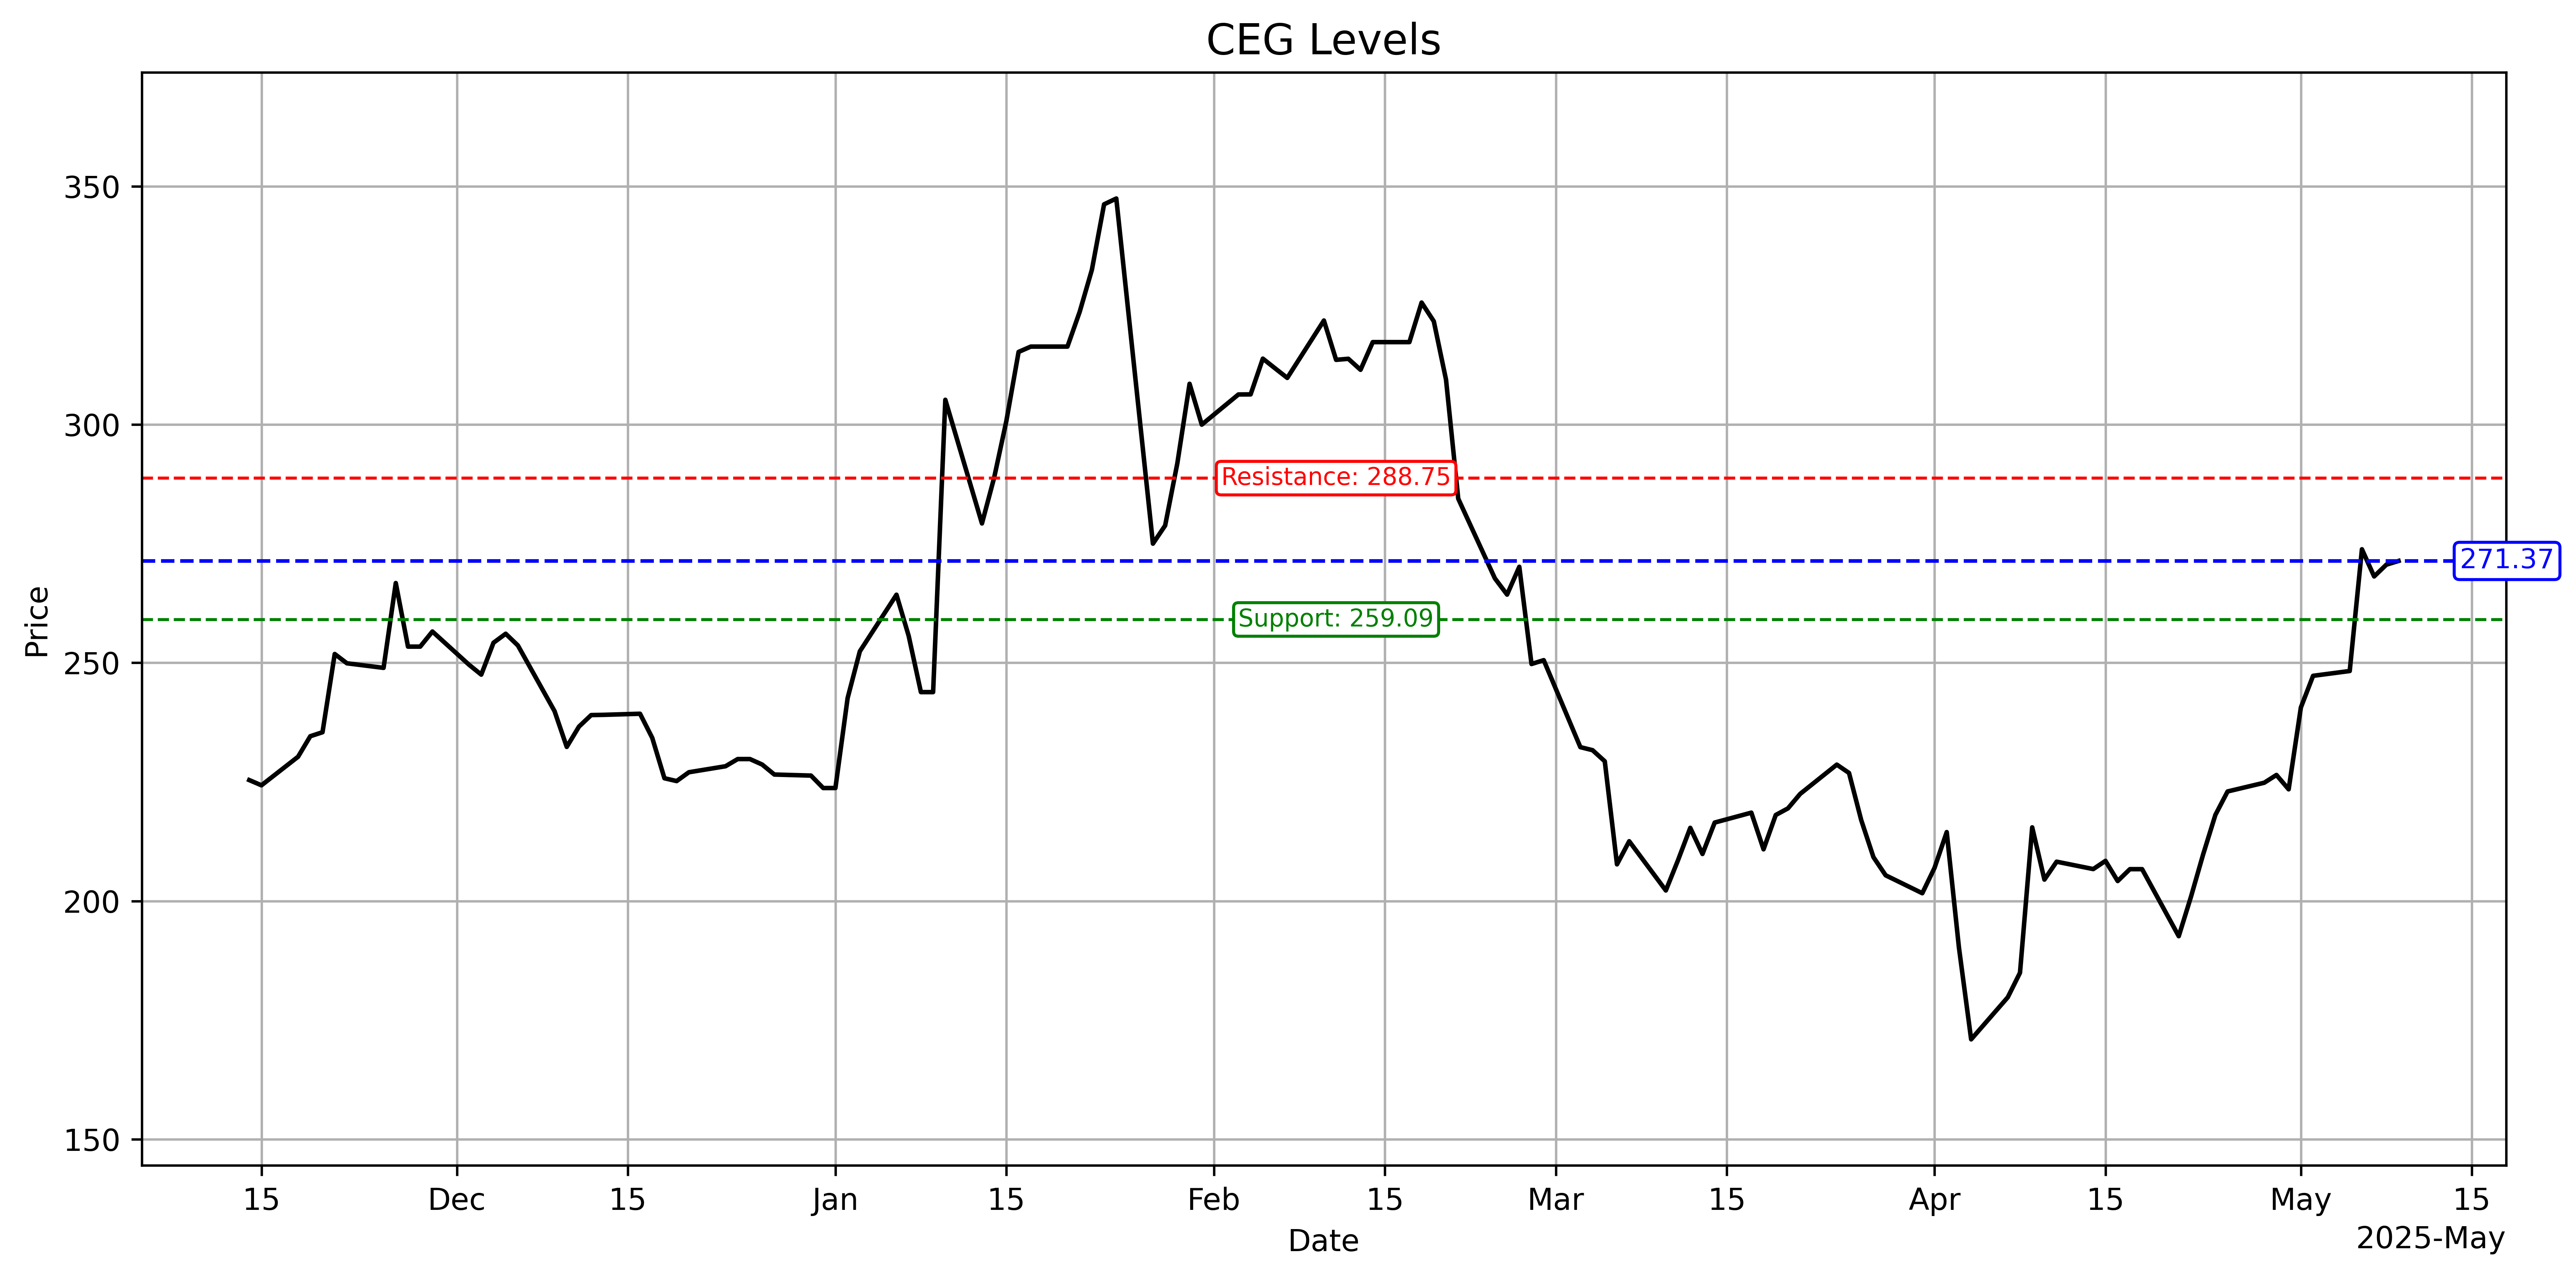 CEG Levels
350
300
250
200
150
Price
Resistance: 288.75
271.37
Support: 259.09
15 Dec 15 Jan 15 Feb 15 Mar 15 Apr 15 May 15
Date
2025-May